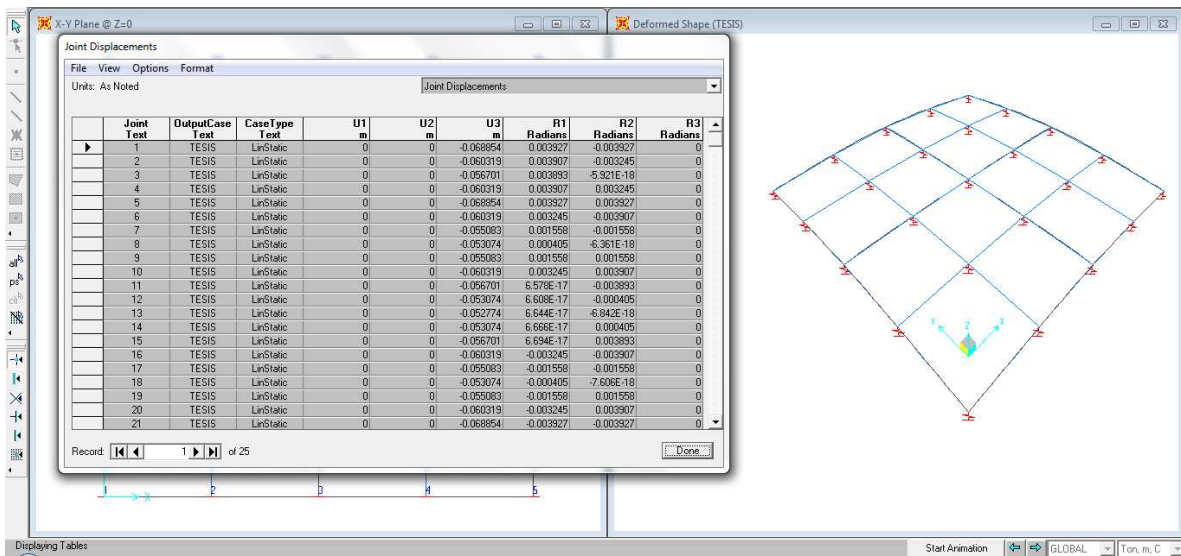 X-Y Plane @ Z=0
Deformed Shape (TESIS)
Joint Displacements
File View Options Format
Units: As Noted
Joint Displacements
Joint OutputCase CaseType U1 U2 U3 R1 R2 R3
Text Text Text m m m Radians Radians Radians
1 TESIS LinStatic 0 0 -0.068854 0.003927 -0.003927 0
2 TESIS LinStatic 0 0 -0.060319 0.003907 -0.003245 0
3 TESIS LinStatic 0 0 -0.056701 0.003893 -5.921E-18 0
4 TESIS LinStatic 0 0 -0.060319 0.003907 0.003245 0
5 TESIS LinStatic 0 0 -0.068854 0.003927 0.003927 0
6 TESIS LinStatic 0 0 -0.060319 0.003245 -0.003907 0
7 TESIS LinStatic 0 0 -0.055083 0.001558 -0.001558 0
8 TESIS LinStatic 0 0 -0.053074 0.000405 -6.361E-18 0
9 TESIS LinStatic 0 0 -0.055083 0.001558 0.001558 0
10 TESIS LinStatic 0 0 -0.060319 0.003245 0.003907 0
11 TESIS LinStatic 0 0 -0.056701 6.578E-17 -0.003893 0
12 TESIS LinStatic 0 0 -0.053074 6.608E-17 -0.000405 0
13 TESIS LinStatic 0 0 -0.052774 6.644E-17 -6.842E-18 0
14 TESIS LinStatic 0 0 -0.053074 6.666E-17 0.000405 0
15 TESIS LinStatic 0 0 -0.056701 6.694E-17 0.003893 0
16 TESIS LinStatic 0 0 -0.060319 -0.003245 -0.003907 0
17 TESIS LinStatic 0 0 -0.055083 -0.001558 -0.001558 0
18 TESIS LinStatic 0 0 -0.053074 -0.000405 -7.606E-18 0
19 TESIS LinStatic 0 0 -0.055083 -0.001558 0.001558 0
20 TESIS LinStatic 0 0 -0.060319 -0.003245 0.003907 0
21 TESIS LinStatic 0 0 -0.068854 -0.003927 -0.003927 0
Record: 1 of 25
Done
Y Z X
all
ps
clr
1 X 2 3 4 5
Displaying Tables
Start Animation
GLOBAL
Ton, m, C